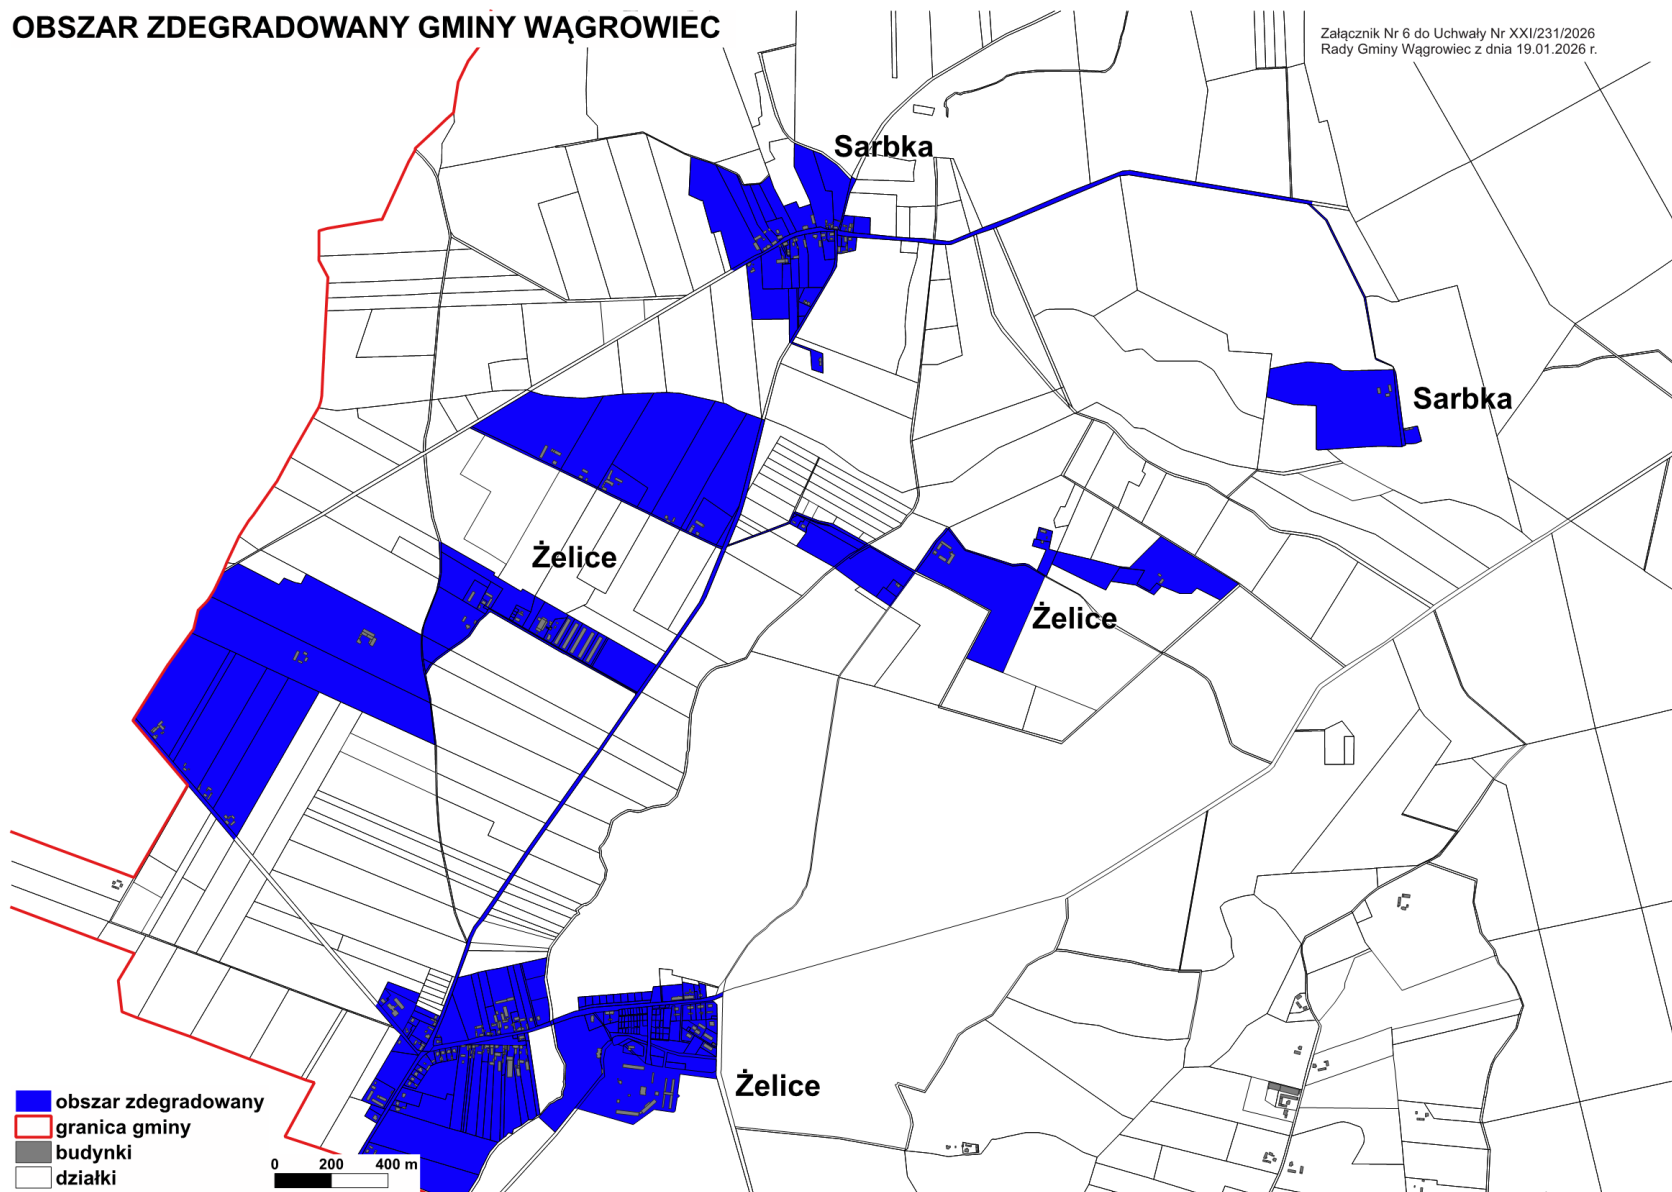 OBSZAR ZDEGRADOWANY GMINY WĄGROWIEC
Załącznik Nr 6 do Uchwały Nr XXI/231/2026
Rady Gminy Wągrowiec z dnia 19.01.2026 r.
Sarbka
Sarbka
Żelice
Żelice
Żelice
obszar zdegradowany
granica gminy
budynki
działki
0 200 400 m